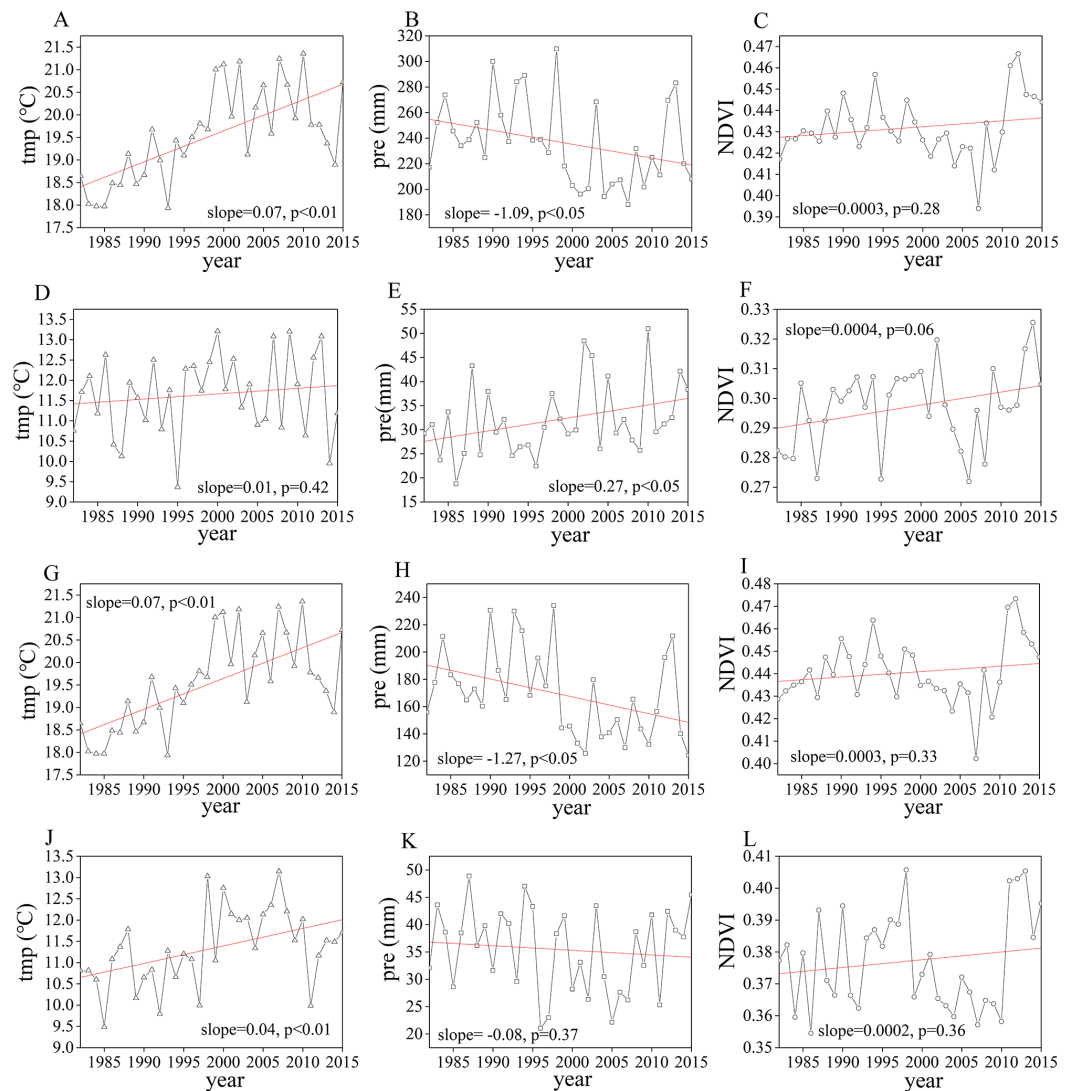 A
tmp (°C)
21.5
21.0
20.5
20.0
19.5
19.0
18.5
18.0
17.5
slope=0.07, p<0.01
1985 1990 1995 2000 2005 2010 2015
year
B
pre (mm)
320
300
280
260
240
220
200
180
160
slope= -1.09, p<0.05
1985 1990 1995 2000 2005 2010 2015
year
C
NDVI
0.47
0.46
0.45
0.44
0.43
0.42
0.41
0.40
0.39
slope=0.0003, p=0.28
1985 1990 1995 2000 2005 2010 2015
year
D
tmp (°C)
13.5
13.0
12.5
12.0
11.5
11.0
10.5
10.0
9.5
9.0
slope=0.01, p=0.42
1985 1990 1995 2000 2005 2010 2015
year
E
pre(mm)
55
50
45
40
35
30
25
20
15
slope=0.27, p<0.05
1985 1990 1995 2000 2005 2010 2015
year
F
NDVI
0.33
0.32
0.31
0.30
0.29
0.28
0.27
slope=0.0004, p=0.06
1985 1990 1995 2000 2005 2010 2015
year
G
tmp (°C)
21.5
21.0
20.5
20.0
19.5
19.0
18.5
18.0
17.5
slope=0.07, p<0.01
1985 1990 1995 2000 2005 2010 2015
year
H
pre (mm)
240
220
200
180
160
140
120
slope= -1.27, p<0.05
1985 1990 1995 2000 2005 2010 2015
year
I
NDVI
0.48
0.47
0.46
0.45
0.44
0.43
0.42
0.41
0.40
slope=0.0003, p=0.33
1985 1990 1995 2000 2005 2010 2015
year
J
tmp (°C)
13.5
13.0
12.5
12.0
11.5
11.0
10.5
10.0
9.5
9.0
slope=0.04, p<0.01
1985 1990 1995 2000 2005 2010 2015
year
K
pre (mm)
50
45
40
35
30
25
20
slope= -0.08, p=0.37
1985 1990 1995 2000 2005 2010 2015
year
L
NDVI
0.41
0.40
0.39
0.38
0.37
0.36
0.35
slope=0.0002, p=0.36
1985 1990 1995 2000 2005 2010 2015
year